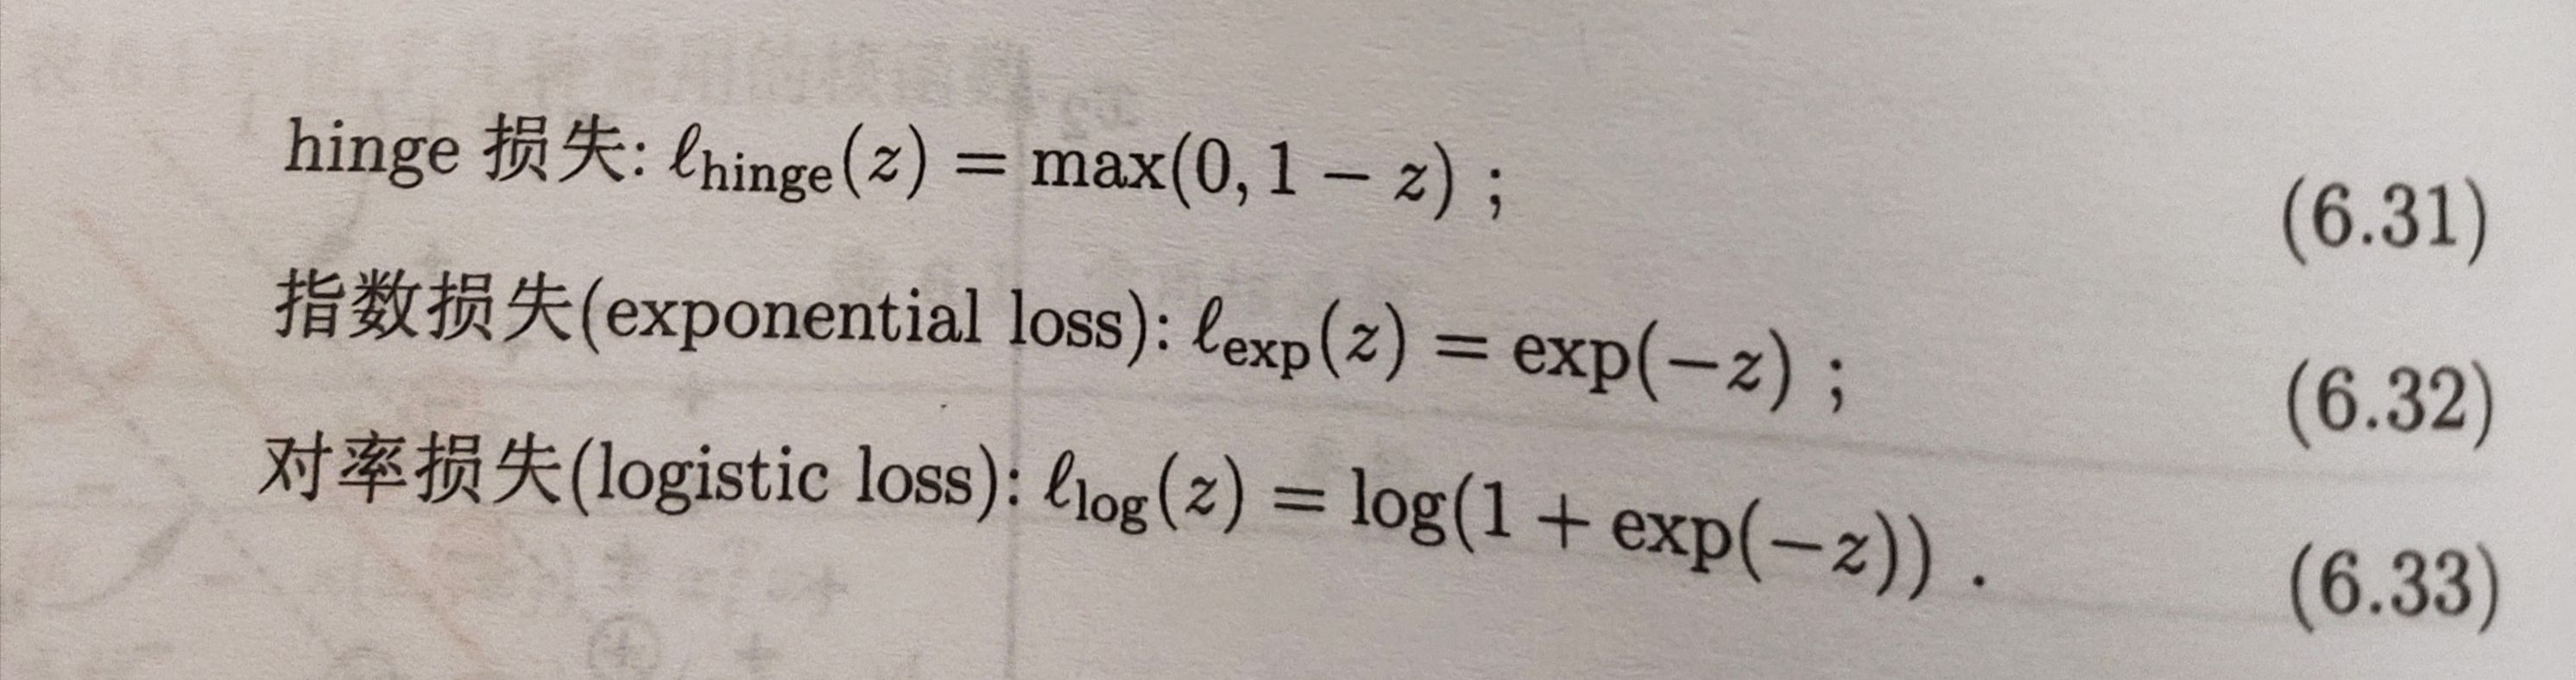 hinge 损失: ℓ_hinge(z) = max(0, 1 − z) ; (6.31)
指数损失(exponential loss): ℓ_exp(z) = exp(−z) ; (6.32)
对率损失(logistic loss): ℓ_log(z) = log(1 + exp(−z)) . (6.33)